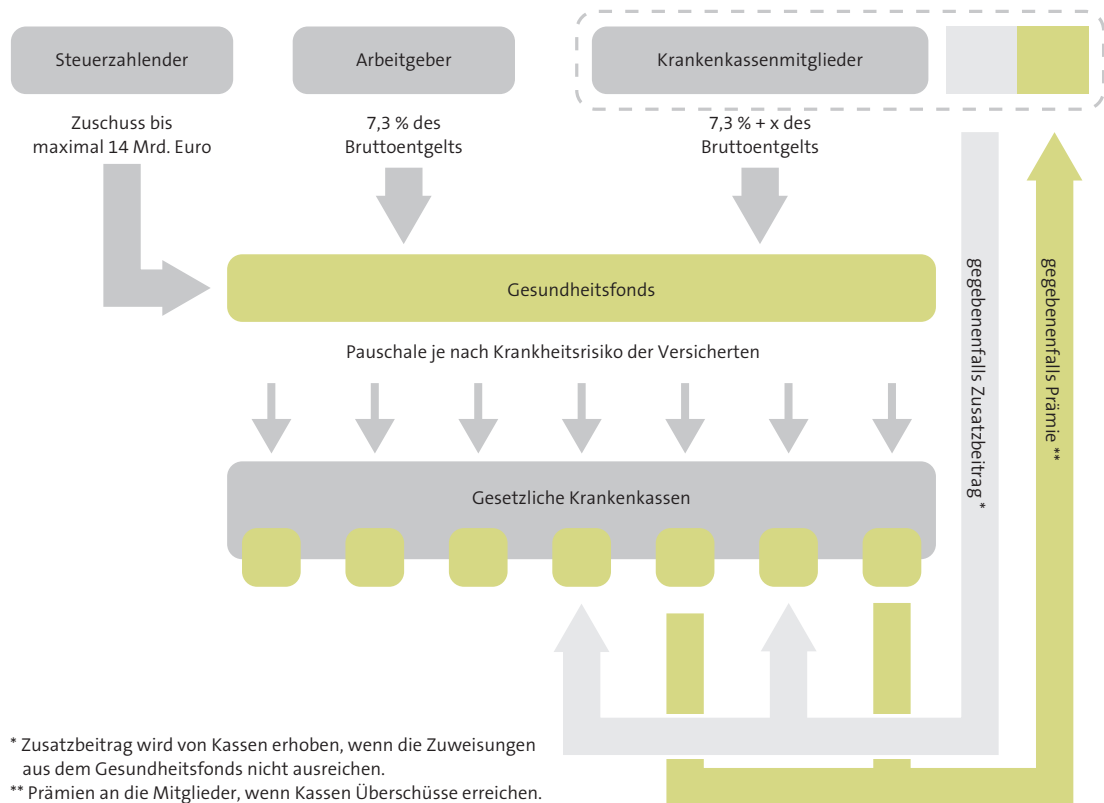 Steuerzahlender
Arbeitgeber
Krankenkassenmitglieder
Zuschuss bis
maximal 14 Mrd. Euro
7,3 % des
Bruttoentgelts
7,3 % + x des
Bruttoentgelts
Gesundheitsfonds
Pauschale je nach Krankheitsrisiko der Versicherten
Gesetzliche Krankenkassen
gegebenenfalls Zusatzbeitrag *
gegebenenfalls Prämie **
* Zusatzbeitrag wird von Kassen erhoben, wenn die Zuweisungen
aus dem Gesundheitsfonds nicht ausreichen.
** Prämien an die Mitglieder, wenn Kassen Überschüsse erreichen.